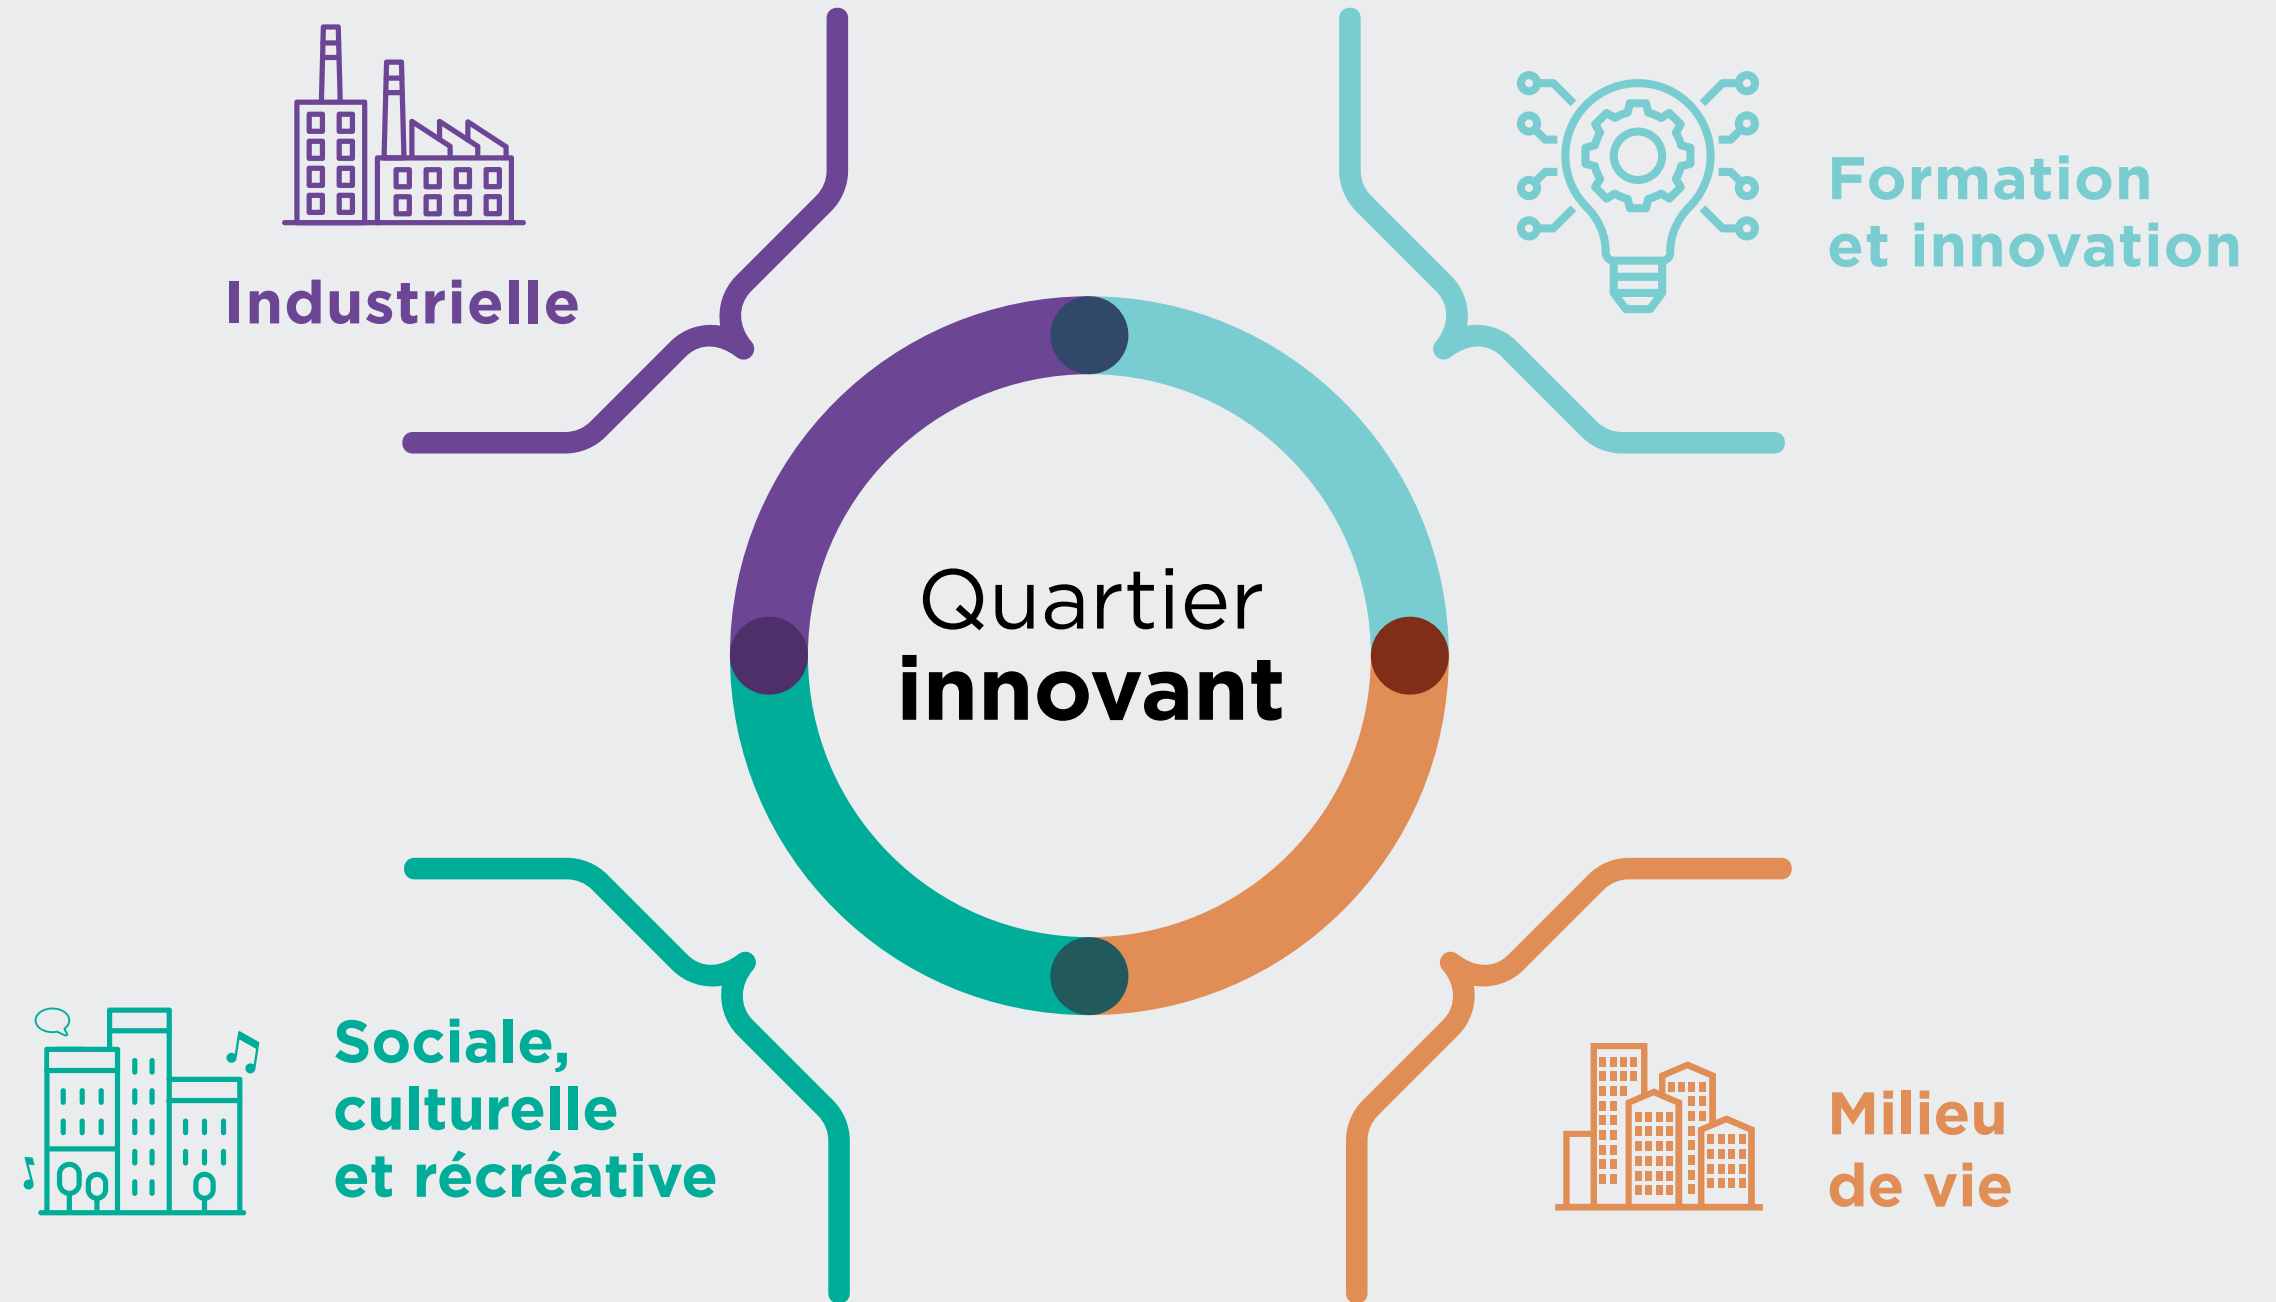 Industrielle
Formation
et innovation
Quartier
innovant
Sociale,
culturelle
et récréative
Milieu
de vie